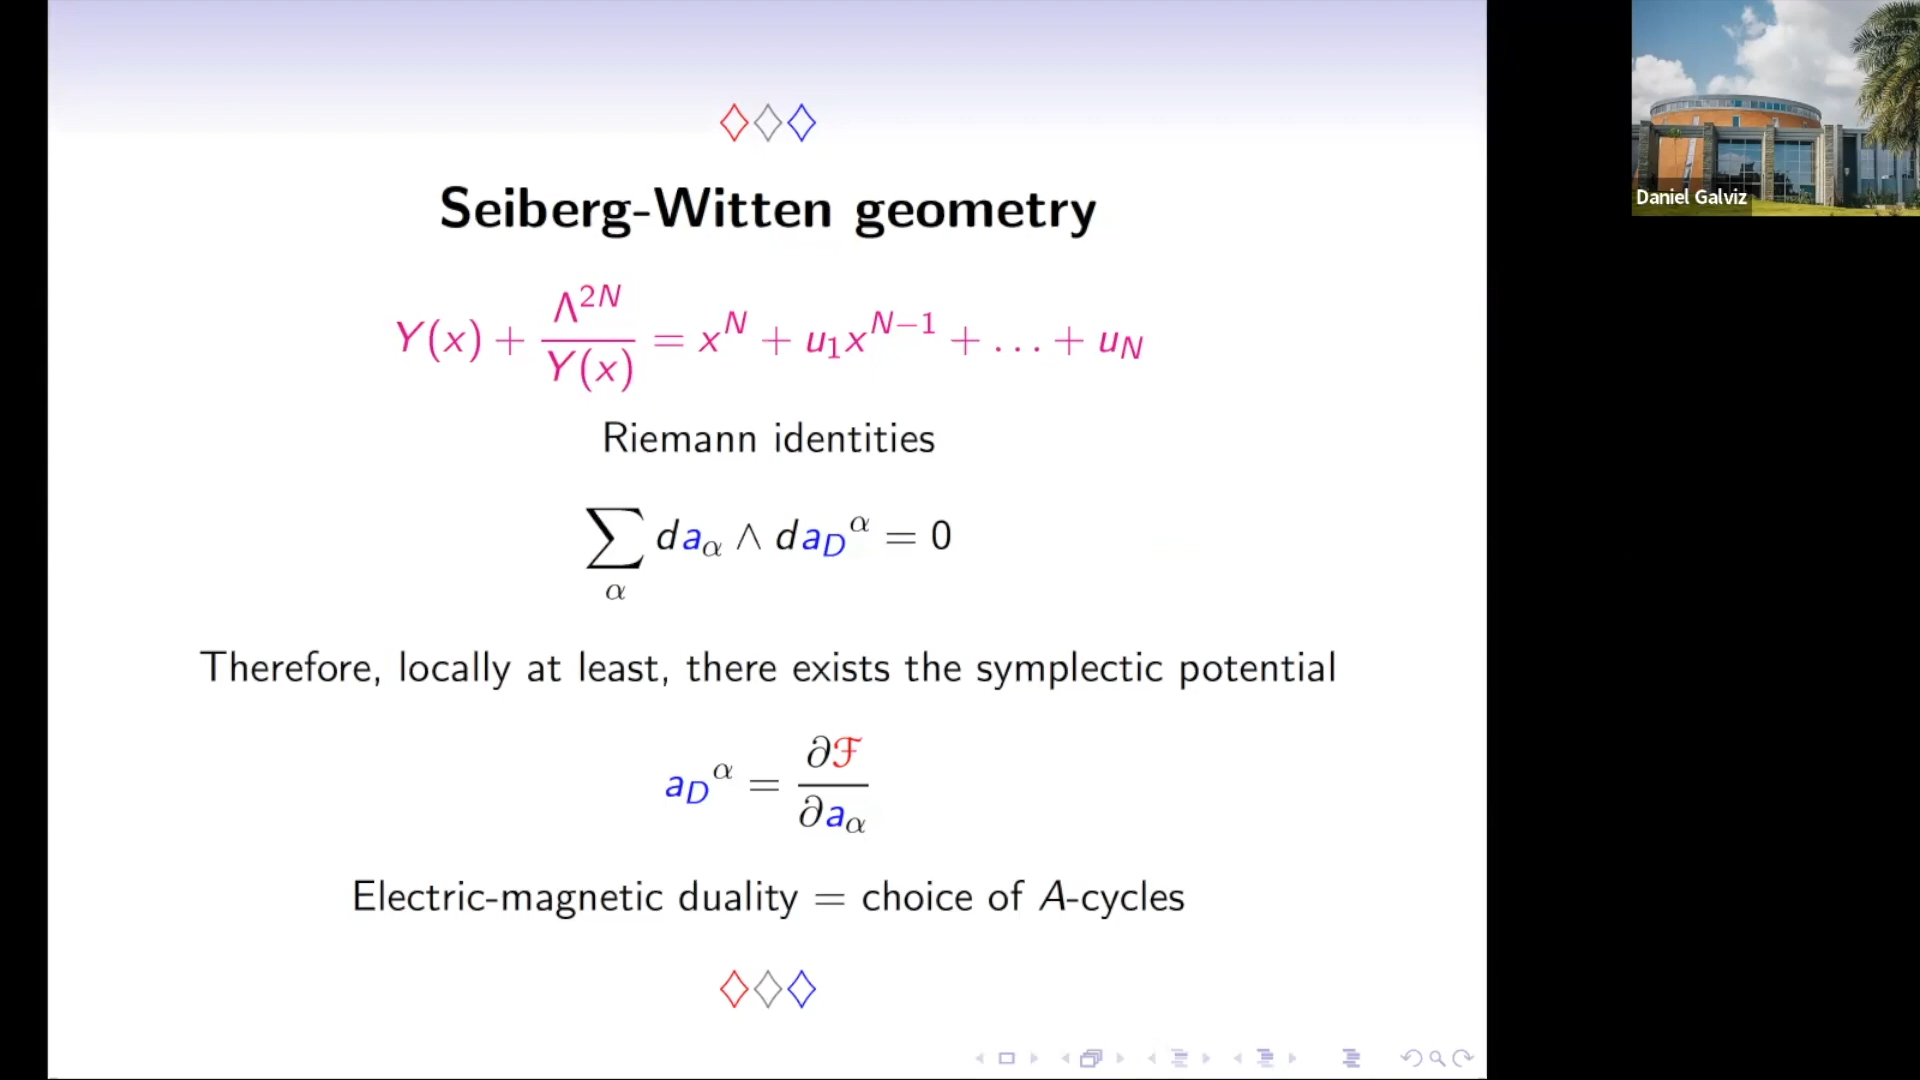 Seiberg-Witten geometry
Y(x) + Λ^{2N}/Y(x) = x^N + u_1x^{N−1} + ... + u_N
Riemann identities
∑_α da_α ∧ da_D^α = 0
Therefore, locally at least, there exists the symplectic potential
a_D^α = ∂ℱ/∂a_α
Electric-magnetic duality = choice of A-cycles
Daniel Galviz